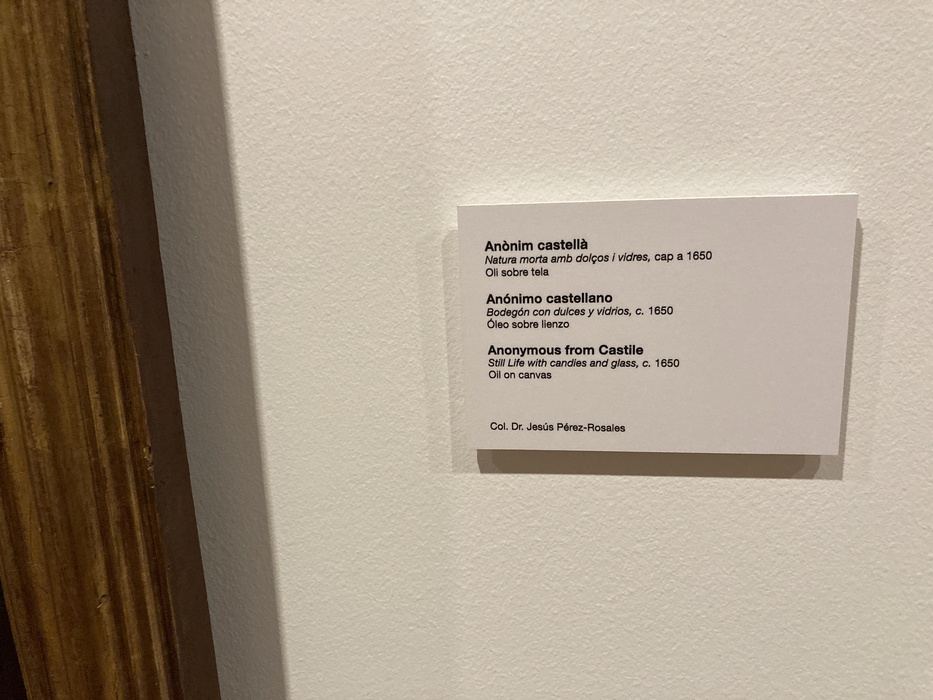 Anònim castellà
Natura morta amb dolços i vidres, cap a 1650
Oli sobre tela
Anónimo castellano
Bodegón con dulces y vidrios, c. 1650
Óleo sobre lienzo
Anonymous from Castile
Still Life with candies and glass, c. 1650
Oil on canvas
Col. Dr. Jesús Pérez-Rosales